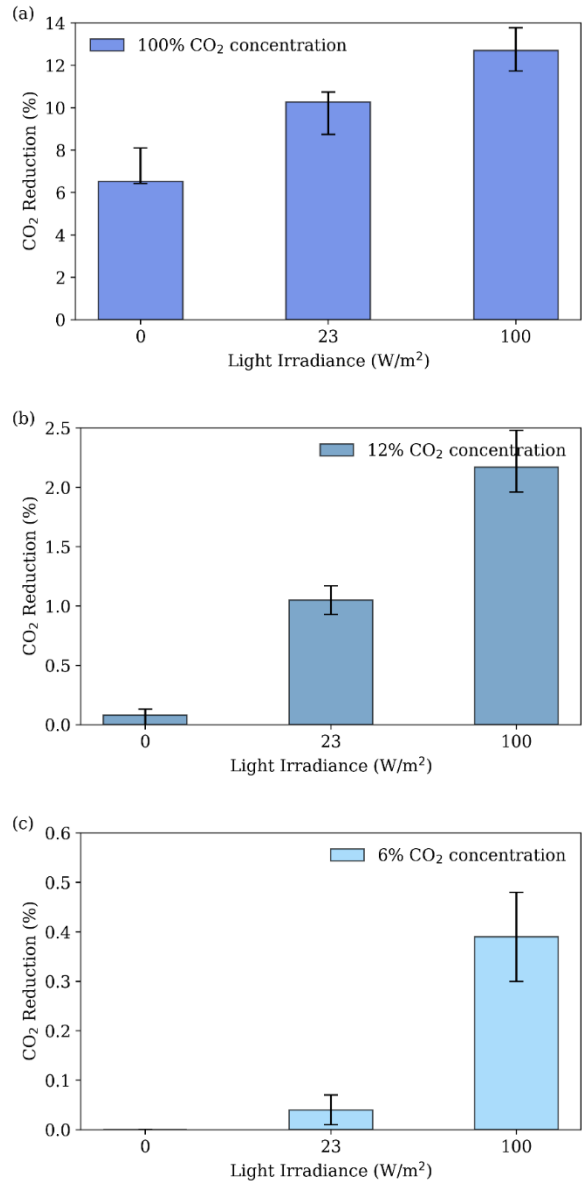 (a)
100% CO₂ concentration
14
12
10
8
6
4
2
0
CO₂ Reduction (%)
0 23 100
Light Irradiance (W/m²)
(b)
12% CO₂ concentration
2.5
2.0
1.5
1.0
0.5
0.0
CO₂ Reduction (%)
0 23 100
Light Irradiance (W/m²)
(c)
6% CO₂ concentration
0.6
0.5
0.4
0.3
0.2
0.1
0.0
CO₂ Reduction (%)
0 23 100
Light Irradiance (W/m²)